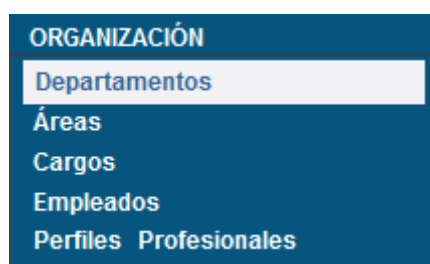 ORGANIZACIÓN
Departamentos
Áreas
Cargos
Empleados
Perfiles Profesionales